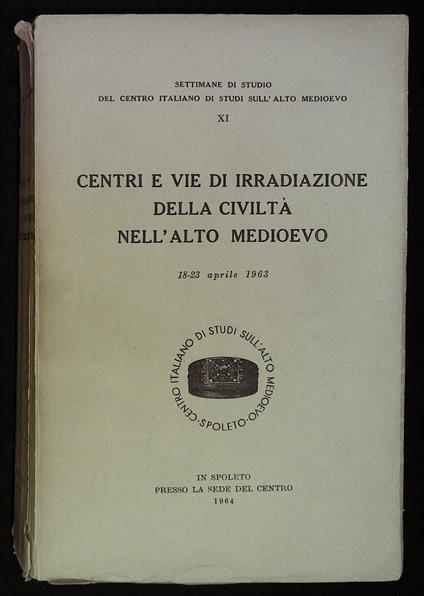 SETTIMANE DI STUDIO
DEL CENTRO ITALIANO DI STUDI SULL'ALTO MEDIOEVO
XI
CENTRI E VIE DI IRRADIAZIONE
DELLA CIVILTÀ
NELL'ALTO MEDIOEVO
18-23 aprile 1963
CENTRO ITALIANO DI STUDI SULL'ALTO MEDIOEVO
·SPOLETO·
IN SPOLETO
PRESSO LA SEDE DEL CENTRO
1964